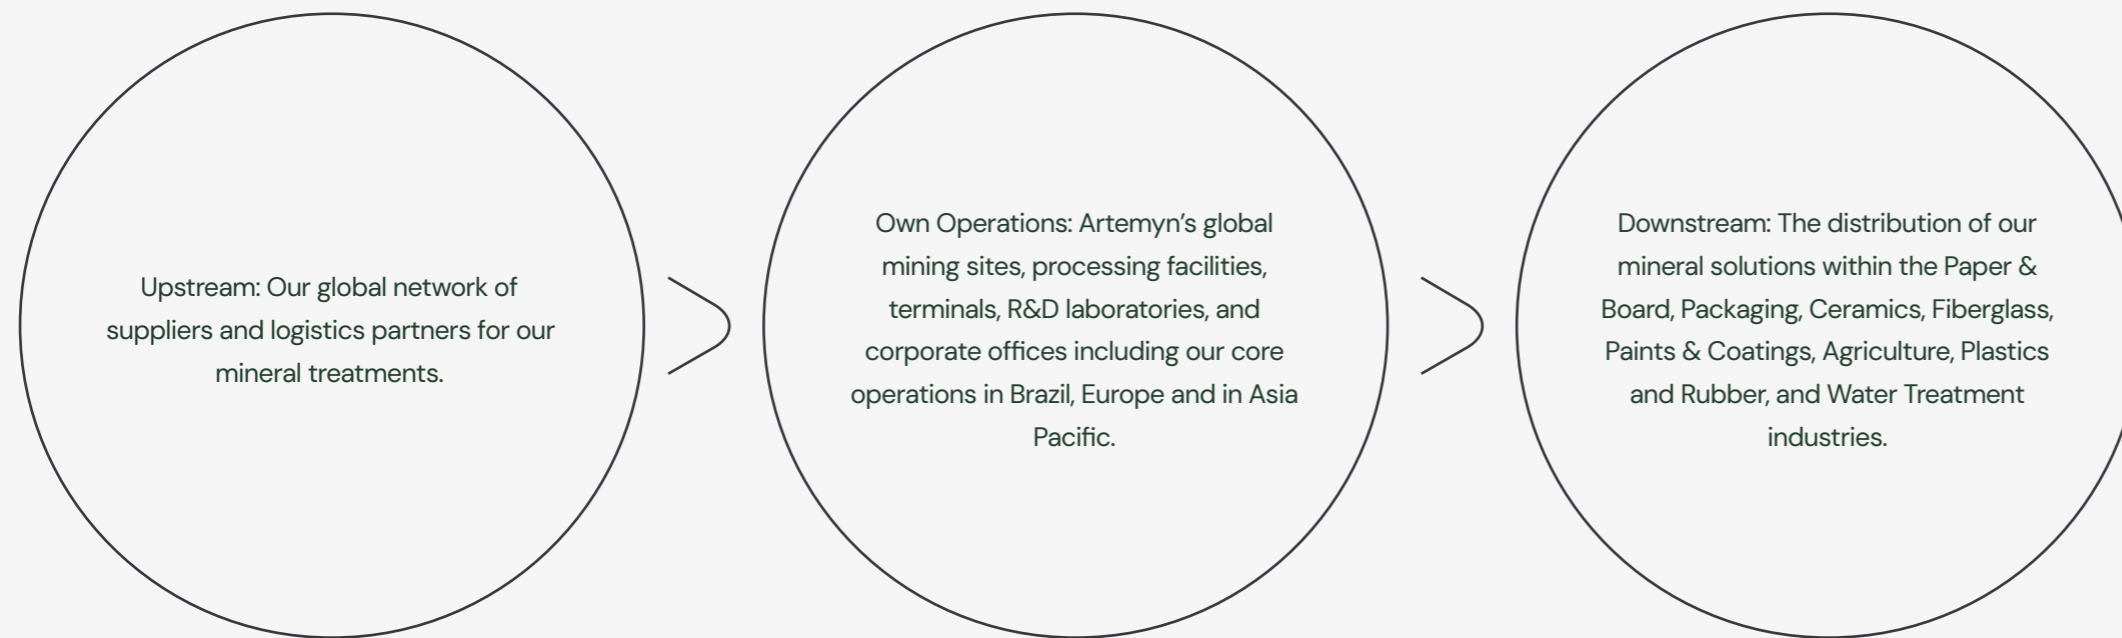 Upstream: Our global network of
suppliers and logistics partners for our
mineral treatments.
Own Operations: Artemyn’s global
mining sites, processing facilities,
terminals, R&D laboratories, and
corporate offices including our core
operations in Brazil, Europe and in Asia
Pacific.
Downstream: The distribution of our
mineral solutions within the Paper &
Board, Packaging, Ceramics, Fiberglass,
Paints & Coatings, Agriculture, Plastics
and Rubber, and Water Treatment
industries.